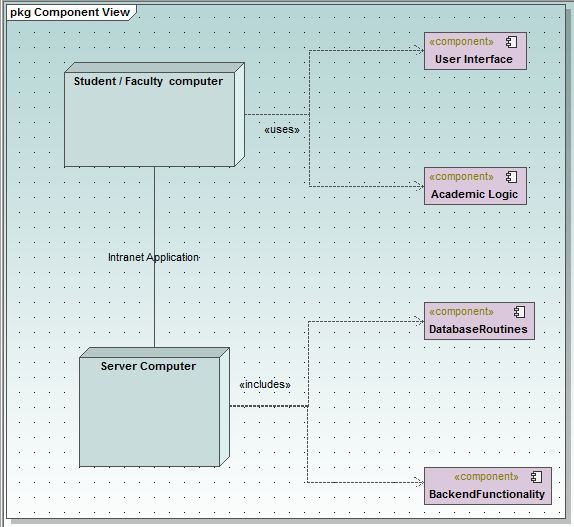 pkg Component View
«component»
User Interface
Student / Faculty computer
«uses»
«component»
Academic Logic
Intranet Application
«component»
DatabaseRoutines
Server Computer
«includes»
«component»
BackendFunctionality